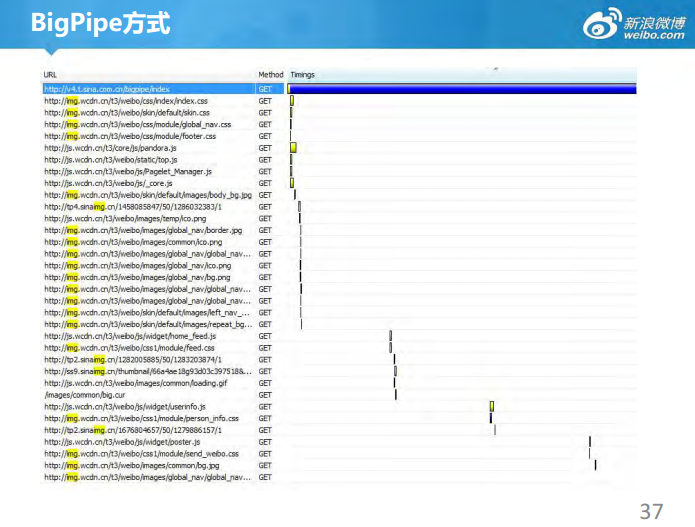 BigPipe方式
新浪微博
weibo.com
URL Method Timings
http://v4.t.sina.com.cn/bigpipe/index GET
http://img.wcdn.cn/t3/weibo/css/index/index.css GET
http://img.wcdn.cn/t3/weibo/skin/default/skin.css GET
http://img.wcdn.cn/t3/weibo/css/module/global_nav.css GET
http://img.wcdn.cn/t3/weibo/css/module/footer.css GET
http://js.wcdn.cn/t3/core/js/pandora.js GET
http://js.wcdn.cn/t3/weibo/static/top.js GET
http://js.wcdn.cn/t3/weibo/js/Pagelet_Manager.js GET
http://js.wcdn.cn/t3/weibo/js/_core.js GET
http://img.wcdn.cn/t3/weibo/skin/default/images/body_bg.jpg GET
http://tp4.sinaimg.cn/1458085847/50/1286032383/1 GET
http://js.wcdn.cn/t3/weibo/images/temp/ico.png GET
http://img.wcdn.cn/t3/weibo/images/global_nav/border.jpg GET
http://img.wcdn.cn/t3/weibo/images/common/ico.png GET
http://img.wcdn.cn/t3/weibo/images/global_nav/global_nav... GET
http://img.wcdn.cn/t3/weibo/images/global_nav/ico.png GET
http://img.wcdn.cn/t3/weibo/images/global_nav/bg.png GET
http://img.wcdn.cn/t3/weibo/images/global_nav/global_nav... GET
http://img.wcdn.cn/t3/weibo/images/global_nav/global_nav... GET
http://img.wcdn.cn/t3/weibo/skin/default/images/left_nav_... GET
http://img.wcdn.cn/t3/weibo/skin/default/images/repeat_bg... GET
http://js.wcdn.cn/t3/weibo/js/widget/home_feed.js GET
http://img.wcdn.cn/t3/weibo/css1/module/feed.css GET
http://tp2.sinaimg.cn/1282005885/50/1283203874/1 GET
http://ss9.sinaimg.cn/thumbnail/66a4ae18g93d03c397518&... GET
http://js.wcdn.cn/t3/weibo/images/common/loading.gif GET
/images/common/big.cur GET
http://js.wcdn.cn/t3/weibo/js/widget/userinfo.js GET
http://img.wcdn.cn/t3/weibo/css1/module/person_info.css GET
http://tp2.sinaimg.cn/1676804657/50/1279886157/1 GET
http://js.wcdn.cn/t3/weibo/js/widget/poster.js GET
http://img.wcdn.cn/t3/weibo/css1/module/send_weibo.css GET
http://img.wcdn.cn/t3/weibo/images/common/bg.jpg GET
http://img.wcdn.cn/t3/weibo/images/global_nav/global_nav... GET
37